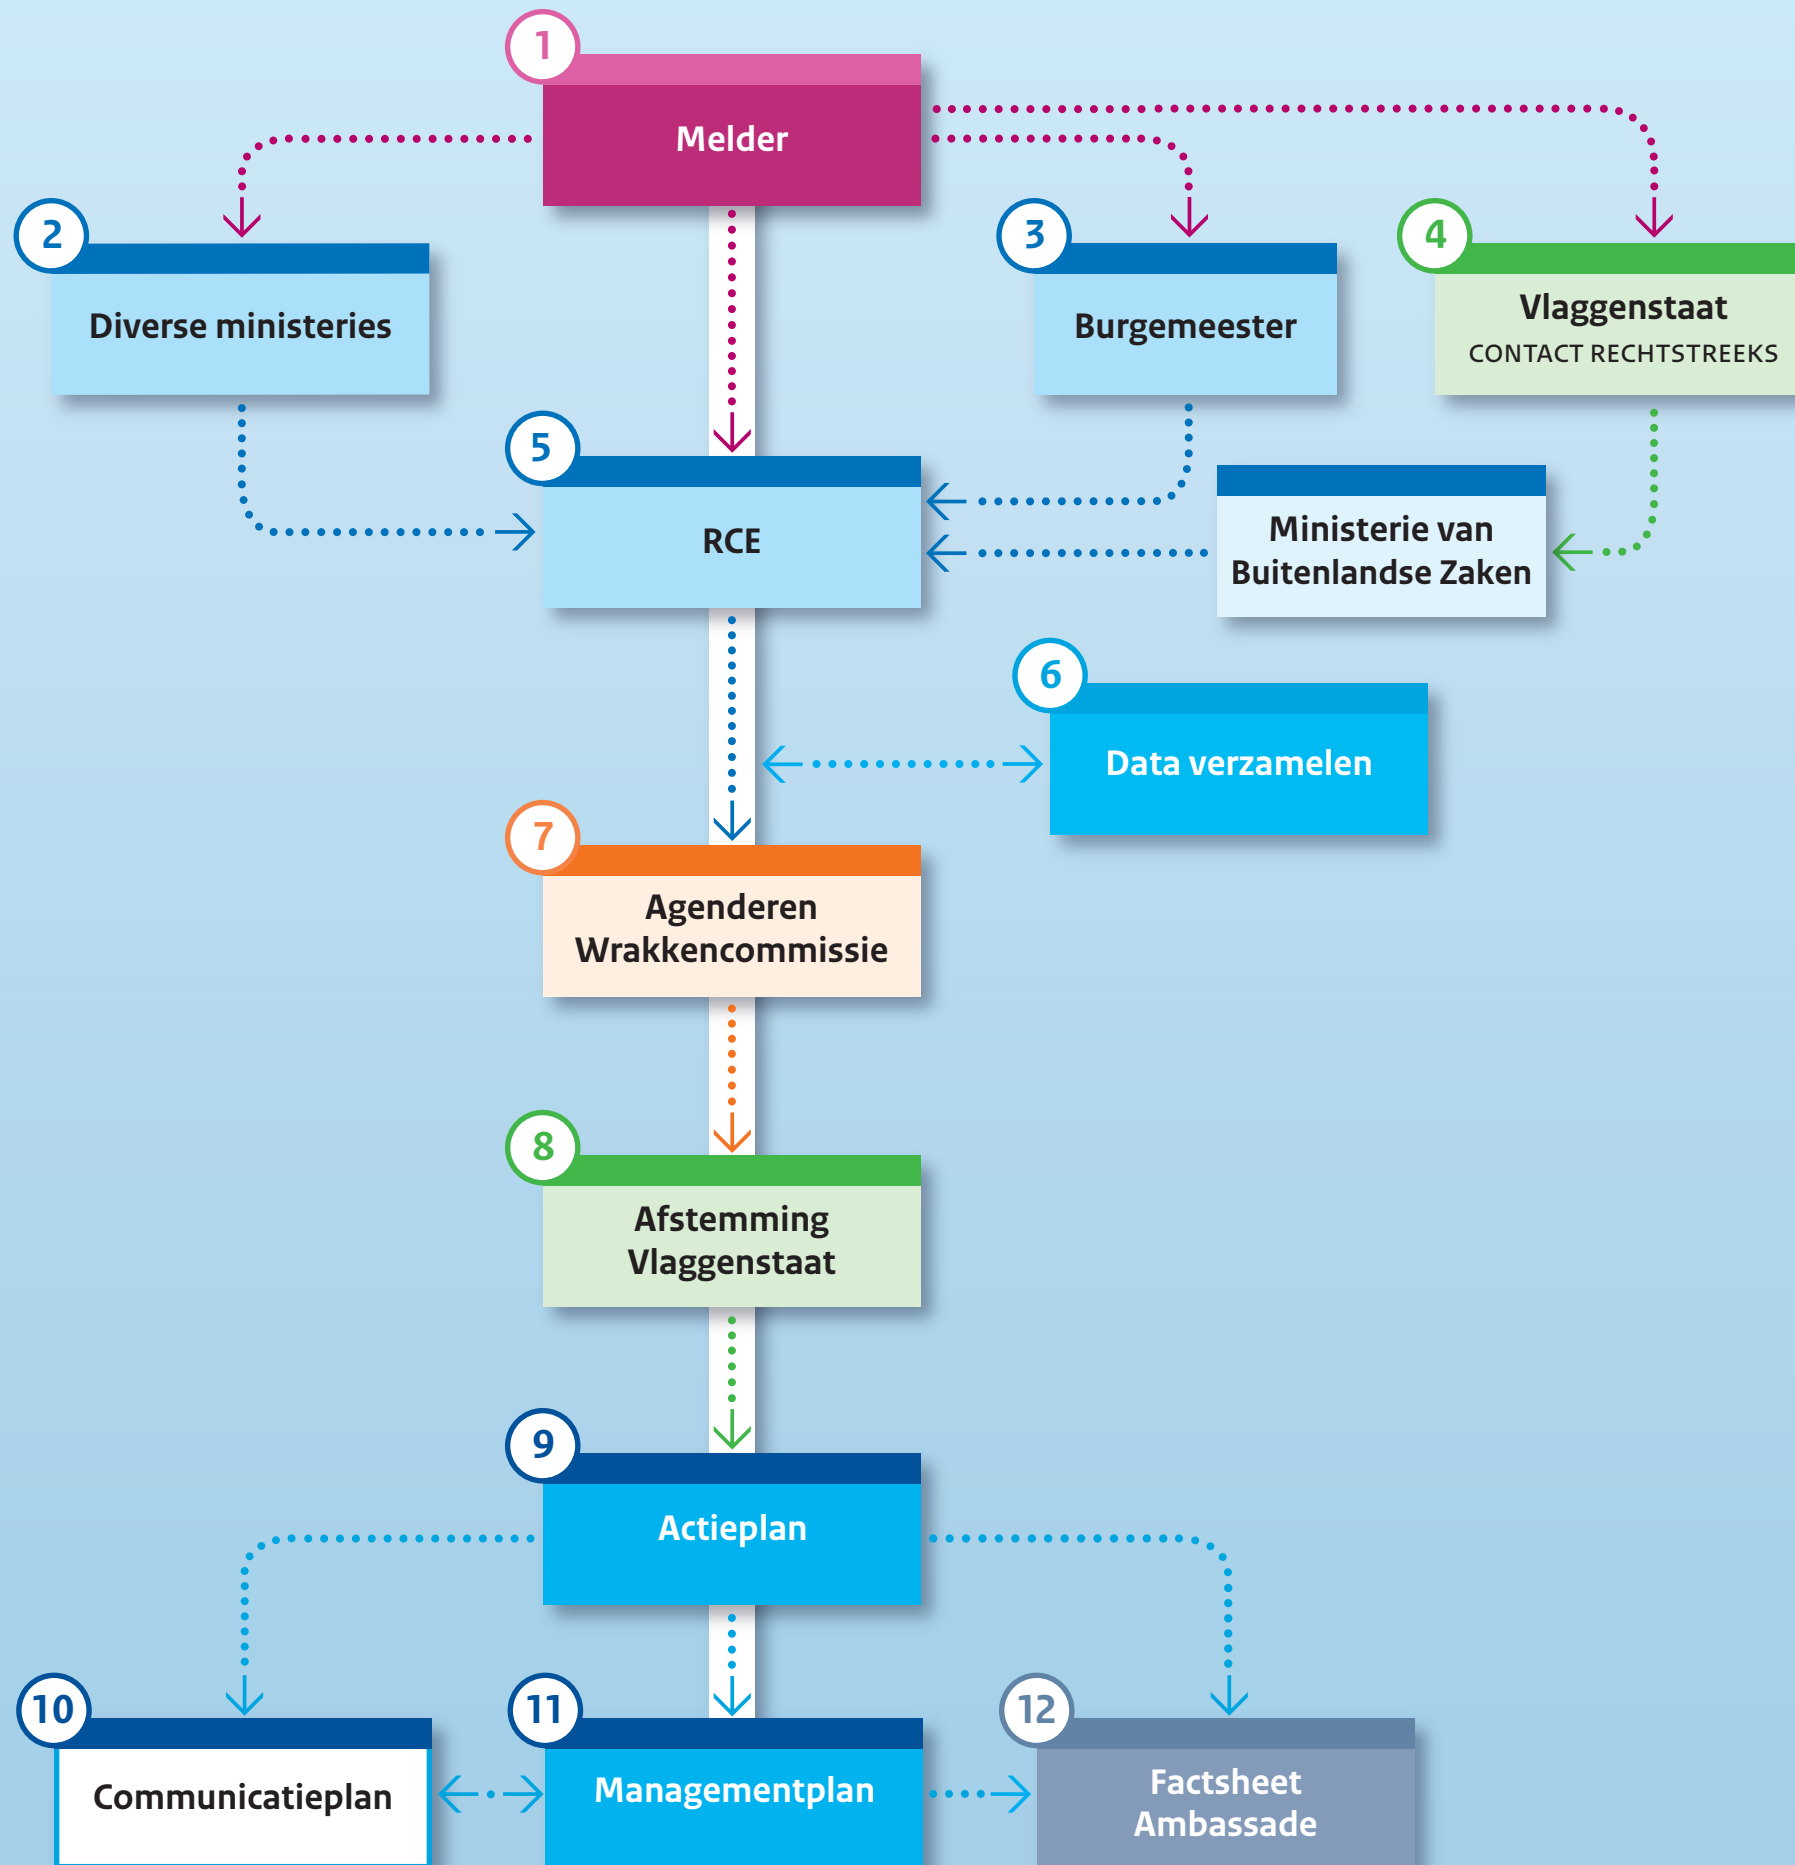 1
Melder
2
Diverse ministeries
3
Burgemeester
4
Vlaggenstaat
CONTACT RECHTSTREEKS
5
RCE
Ministerie van
Buitenlandse Zaken
6
Data verzamelen
7
Agenderen
Wrakkencommissie
8
Afstemming
Vlaggenstaat
9
Actieplan
10
Communicatieplan
11
Managementplan
12
Factsheet
Ambassade